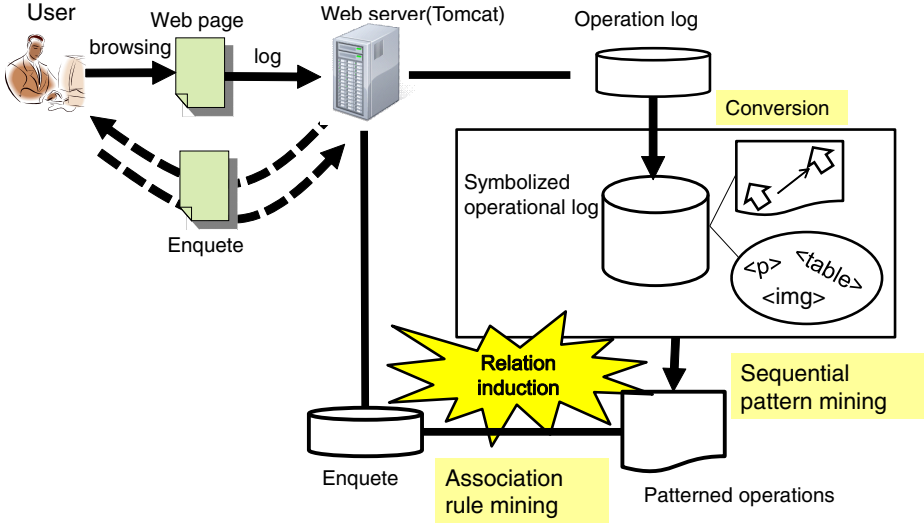 User
Web page
Web server(Tomcat)
Operation log
browsing
log
Conversion
Enquete
Symbolized
operational log
<p>
<table>
<img>
Relation
induction
Sequential
pattern mining
Enquete
Association
rule mining
Patterned operations